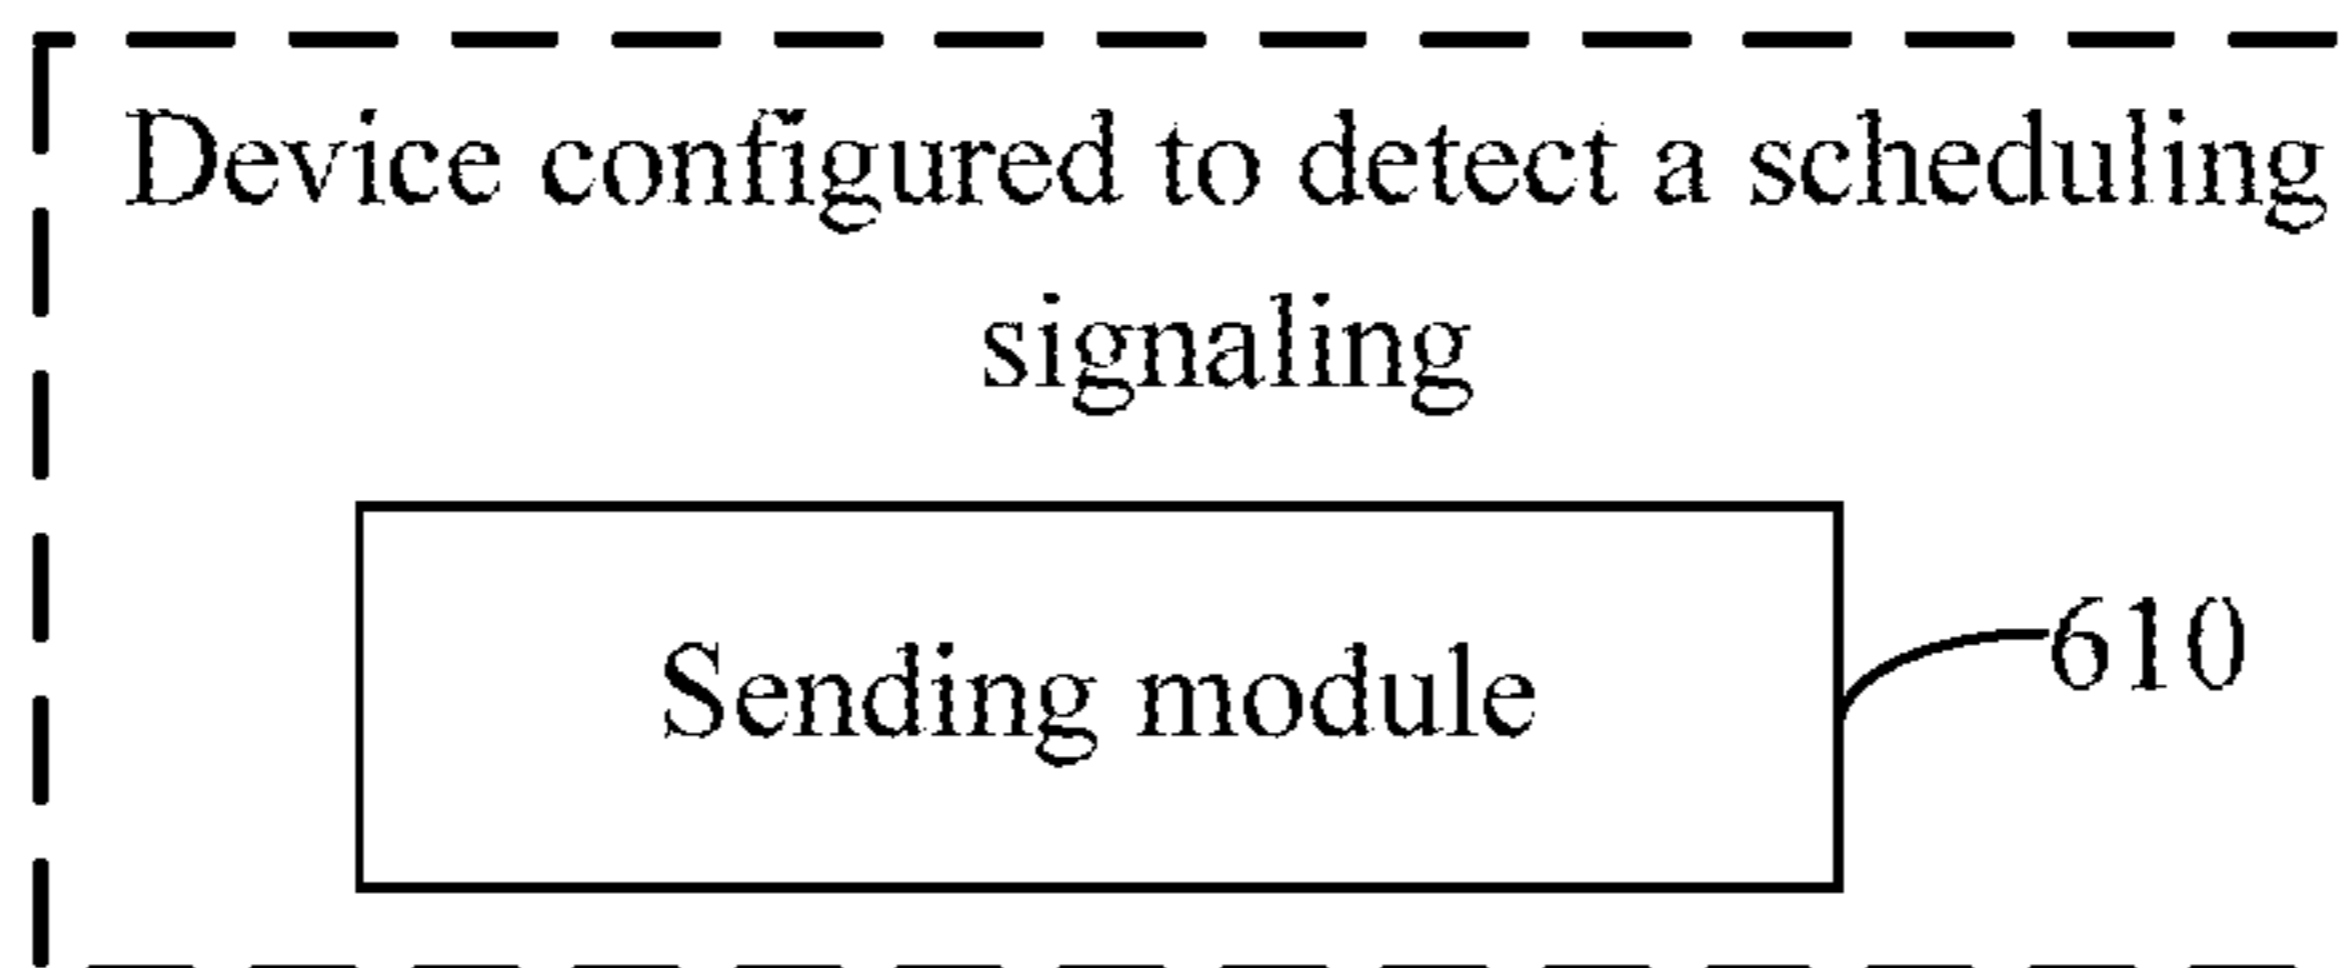 Device configured to detect a scheduling
signaling
Sending module
610